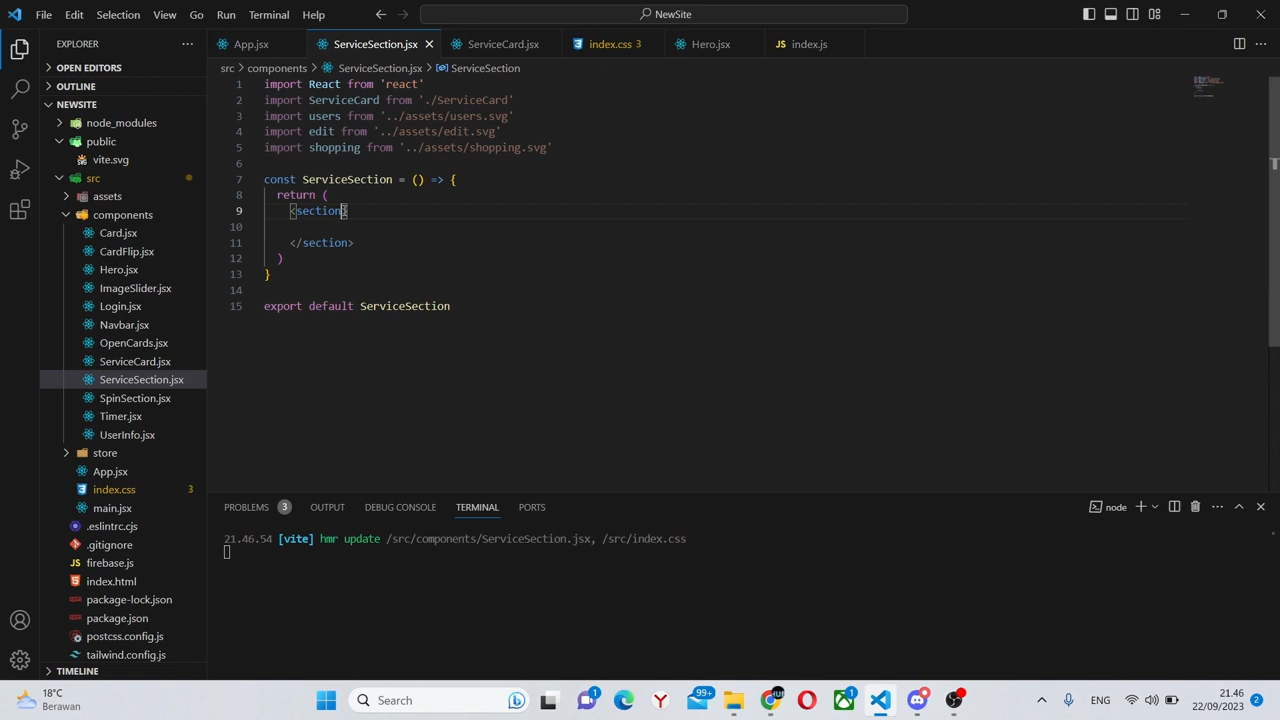 File Edit Selection View Go Run Terminal Help
NewSite
EXPLORER
OPEN EDITORS
OUTLINE
NEWSITE
node_modules
public
vite.svg
src
assets
components
Card.jsx
CardFlip.jsx
Hero.jsx
ImageSlider.jsx
Login.jsx
Navbar.jsx
OpenCards.jsx
ServiceCard.jsx
ServiceSection.jsx
SpinSection.jsx
Timer.jsx
UserInfo.jsx
store
App.jsx
index.css 3
main.jsx
.eslintrc.cjs
.gitignore
JS firebase.js
index.html
package-lock.json
package.json
postcss.config.js
tailwind.config.js
TIMELINE
App.jsx ServiceSection.jsx ServiceCard.jsx index.css 3 Hero.jsx JS index.js
src > components > ServiceSection.jsx > ServiceSection
1 import React from 'react'
2 import ServiceCard from './ServiceCard'
3 import users from '../assets/users.svg'
4 import edit from '../assets/edit.svg'
5 import shopping from '../assets/shopping.svg'
6
7 const ServiceSection = () => {
8 return (
9 <section>
10
11 </section>
12 )
13 }
14
15 export default ServiceSection
PROBLEMS 3 OUTPUT DEBUG CONSOLE TERMINAL PORTS
node
21.46.54 [vite] hmr update /src/components/ServiceSection.jsx, /src/index.css
18°C
Berawan
Search
1
99+
HUN
1
ENG
21.46
22/09/2023
2